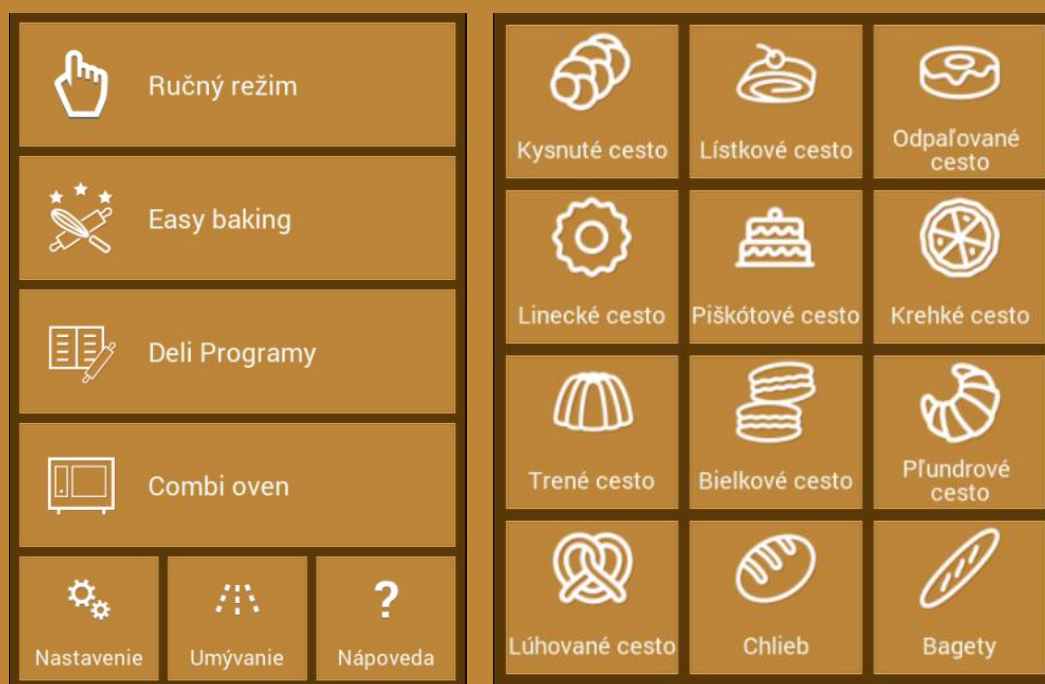 Ručný režim
Easy baking
Deli Programy
Combi oven
Nastavenie
Umývanie
?
Nápoveda
Kysnuté cesto
Lístkové cesto
Odpaľované
cesto
Linecké cesto
Piškótové cesto
Krehké cesto
Trené cesto
Bielkové cesto
Pľundrové
cesto
Lúhované cesto
Chlieb
Bagety